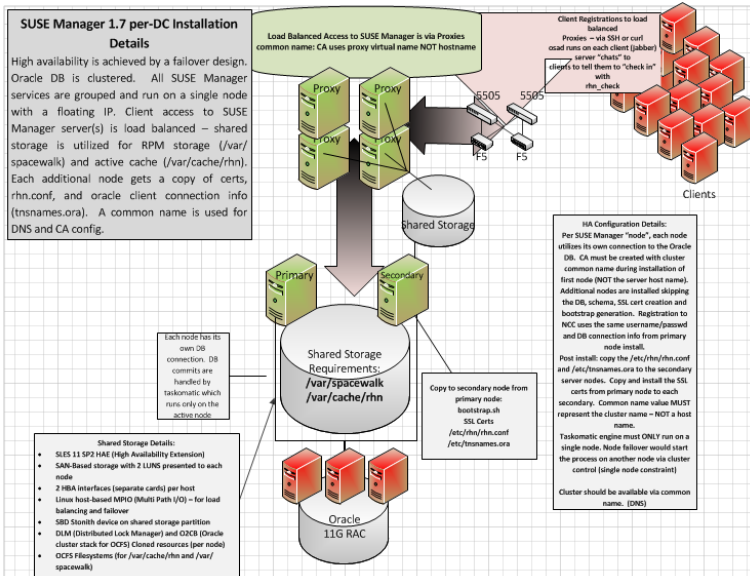 SUSE Manager 1.7 per-DC Installation
Details
High availability is achieved by a failover design.
Oracle DB is clustered. All SUSE Manager
services are grouped and run on a single node
with a floating IP. Client access to SUSE
Manager server(s) is load balanced – shared
storage is utilized for RPM storage (/var/
spacewalk) and active cache (/var/cache/rhn).
Each additional node gets a copy of certs,
rhn.conf, and oracle client connection info
(tnsnames.ora). A common name is used for
DNS and CA config.
Load Balanced Access to SUSE Manager is via Proxies
common name: CA uses proxy virtual name NOT hostname
Client Registrations to load
balanced
Proxies – via SSH or curl
osad runs on each client (jabber)
server "chats" to
clients to tell them to "check in"
with
rhn_check
Proxy
Proxy
Proxy
Proxy
5505
5505
F5
F5
Clients
Shared Storage
Primary
Secondary
Shared Storage
Requirements:
/var/spacewalk
/var/cache/rhn
Each node has its
own DB
connection. DB
commits are
handled by
taskomatic which
runs only on the
active node
Copy to secondary node from
primary node:
bootstrap.sh
SSL Certs
/etc/rhn/rhn.conf
/etc/tnsnames.ora
HA Configuration Details:
Per SUSE Manager "node", each node
utilizes its own connection to the Oracle
DB. CA must be created with cluster
common name during installation of
first node (NOT the server host name).
Additional nodes are installed skipping
the DB, schema, SSL cert creation and
bootstrap generation. Registration to
NCC uses the same username/passwd
and DB connection info from primary
node install.
Post install: copy the /etc/rhn/rhn.conf
and /etc/tnsnames.ora to the secondary
server nodes. Copy and install the SSL
certs from primary node to each
secondary. Common name value MUST
represent the cluster name – NOT a host
name.
Taskomatic engine must ONLY run on a
single node. Node failover would start
the process on another node via cluster
control (single node constraint)
Cluster should be available via common
name. (DNS)
Shared Storage Details:
• SLES 11 SP2 HAE (High Availability Extension)
• SAN-Based storage with 2 LUNS presented to each
node
• 2 HBA interfaces (separate cards) per host
• Linux host-based MPIO (Multi Path I/O) – for load
balancing and failover
• SBD Stonith device on shared storage partition
• DLM (Distributed Lock Manager) and O2CB (Oracle
cluster stack for OCFS) Cloned resources (per node)
• OCFS Filesystems (for /var/cache/rhn and /var/
spacewalk)
Oracle
11G RAC